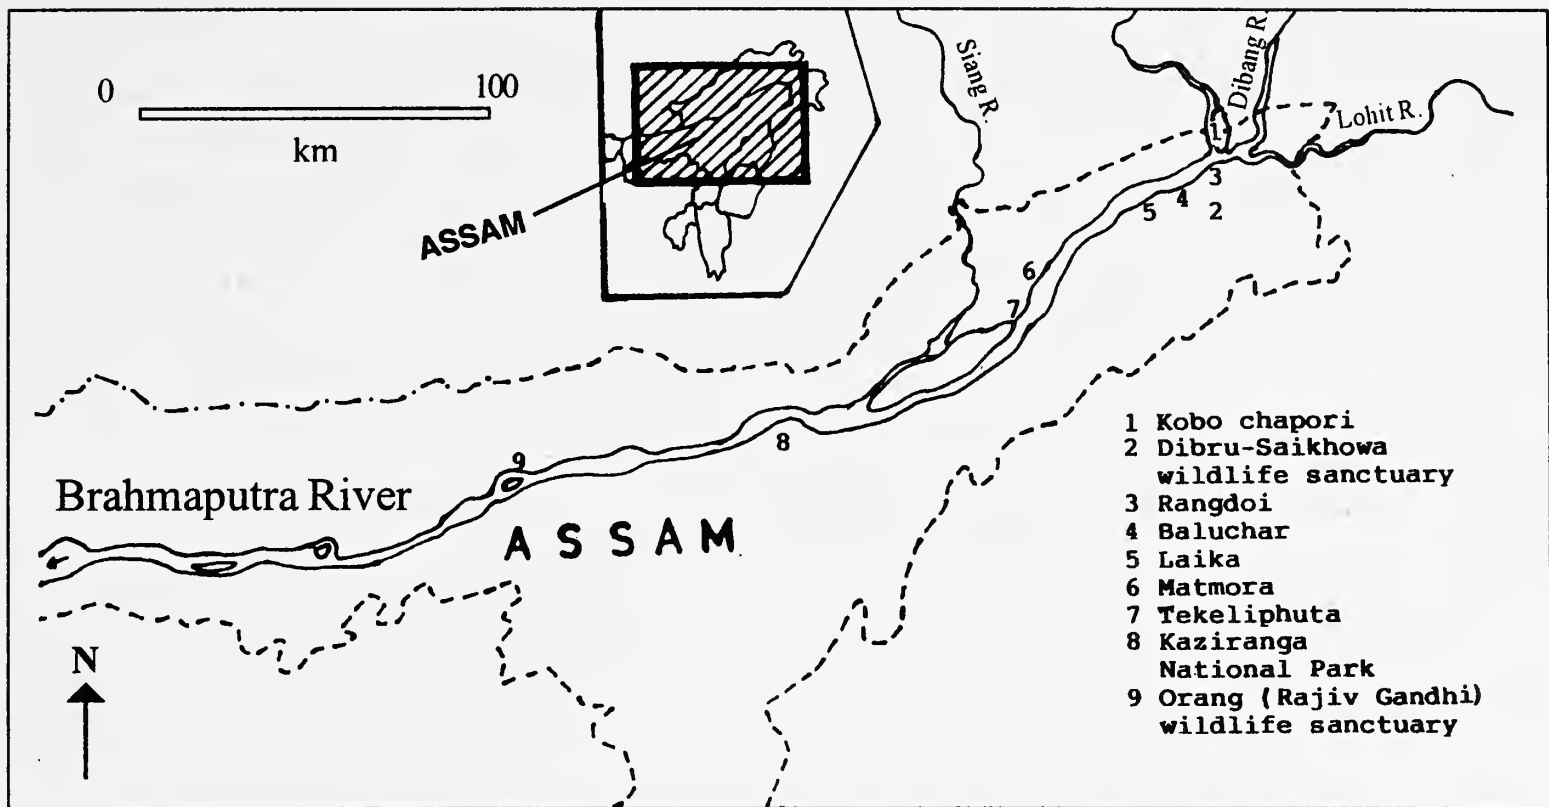 0 100
km
ASSAM
Siang R.
Dibang R.
Lohit R.
1
3
4
5
2
6
7
8
9
Brahmaputra River
ASSAM
N
1 Kobo chapori
2 Dibru-Saikhowa
wildlife sanctuary
3 Rangdoi
4 Baluchar
5 Laika
6 Matmora
7 Tekeliphuta
8 Kaziranga
National Park
9 Orang (Rajiv Gandhi)
wildlife sanctuary